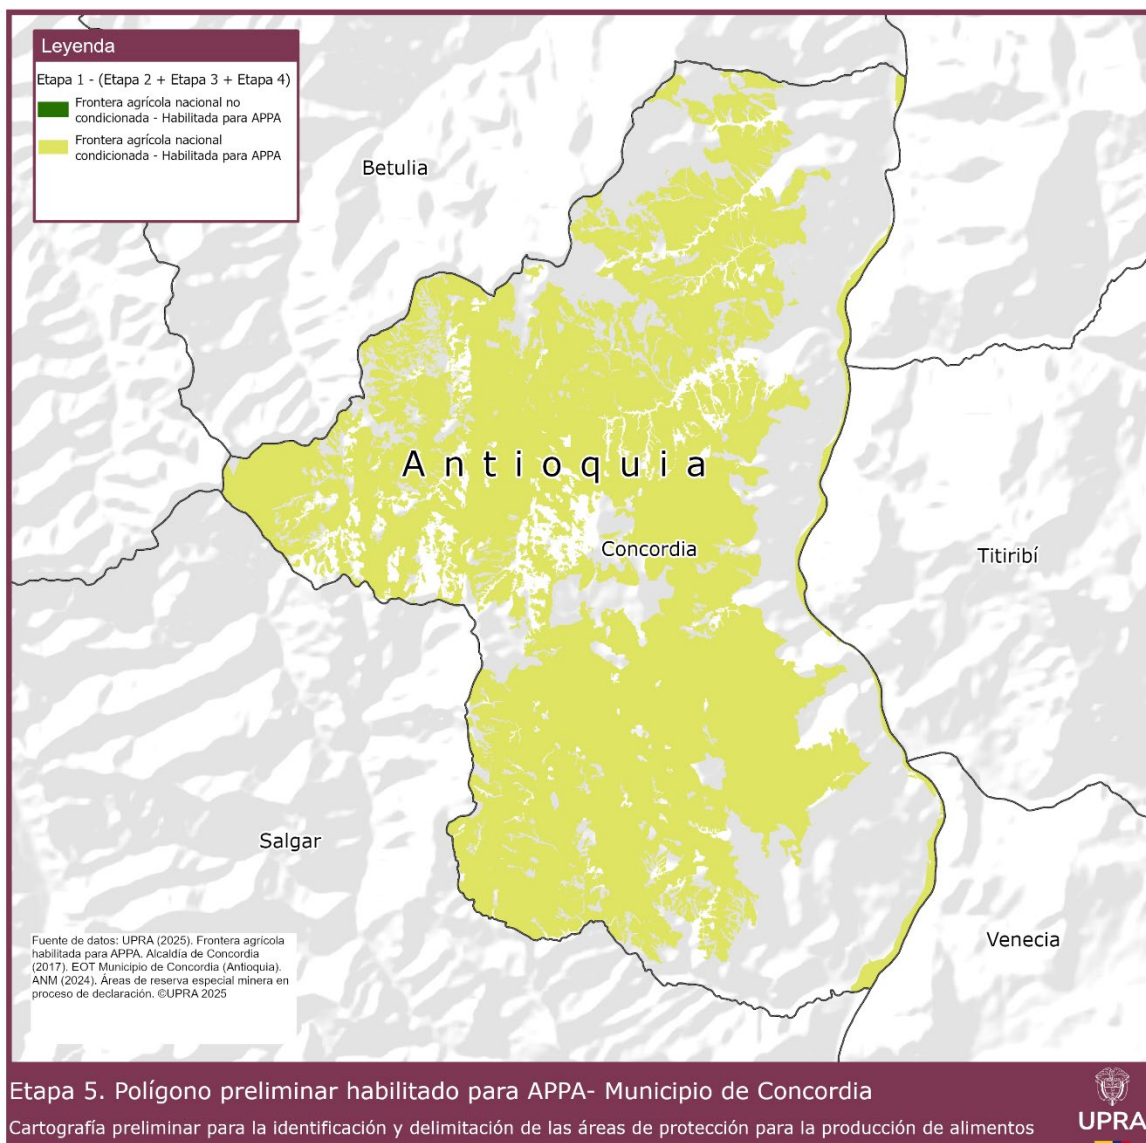 Leyenda
Etapa 1 - (Etapa 2 + Etapa 3 + Etapa 4)
Frontera agrícola nacional no
condicionada - Habilitada para APPA
Frontera agrícola nacional
condicionada - Habilitada para APPA
Betulia
Antioquia
Concordia
Titiribí
Salgar
Venecia
Fuente de datos: UPRA (2025). Frontera agrícola
habilitada para APPA. Alcaldía de Concordia
(2017). EOT Municipio de Concordia (Antioquia).
ANM (2024). Áreas de reserva especial minera en
proceso de declaración. ©UPRA 2025
Etapa 5. Polígono preliminar habilitado para APPA- Municipio de Concordia
Cartografía preliminar para la identificación y delimitación de las áreas de protección para la producción de alimentos
UPRA